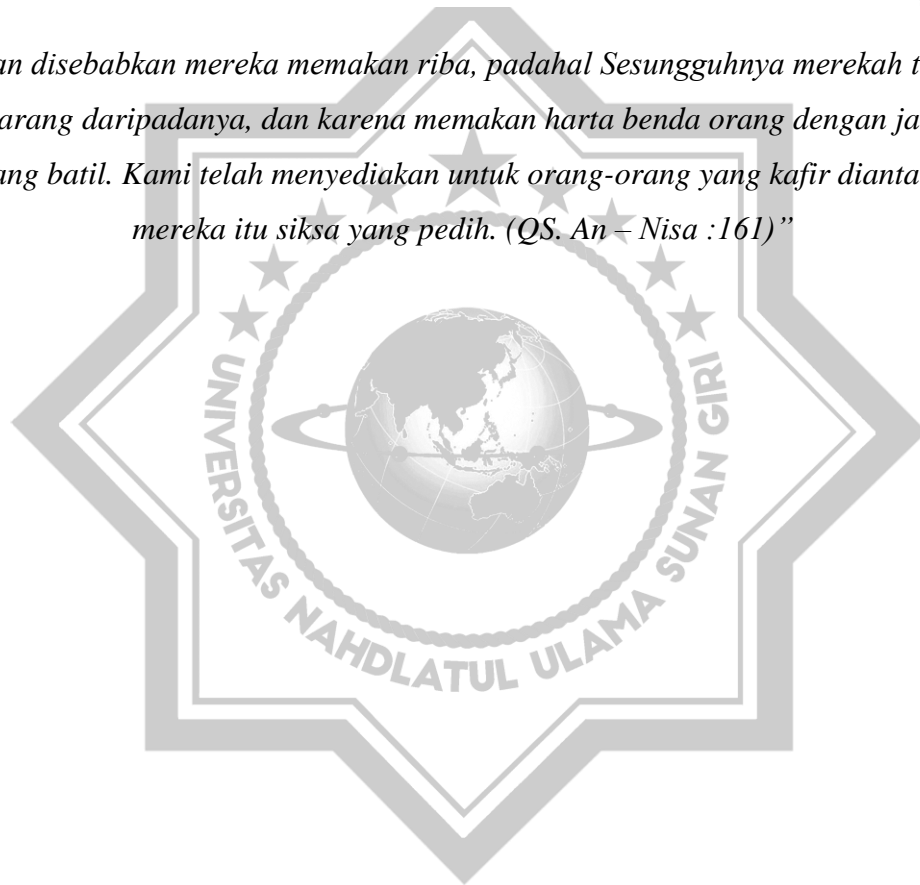 an disebabkan mereka memakan riba, padahal Sesungguhnya merekah t
arang daripadanya, dan karena memakan harta benda orang dengan ja
ang batil. Kami telah menyediakan untuk orang-orang yang kafir dianta
mereka itu siksa yang pedih. (QS. An – Nisa :161)”
UNIVERSITAS NAHDLATUL ULAMA SUNAN GIRI